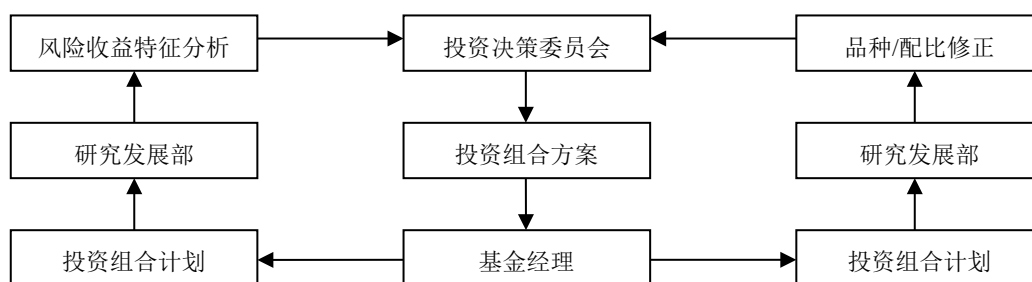 风险收益特征分析
投资决策委员会
品种/配比修正
研究发展部
投资组合方案
研究发展部
投资组合计划
基金经理
投资组合计划